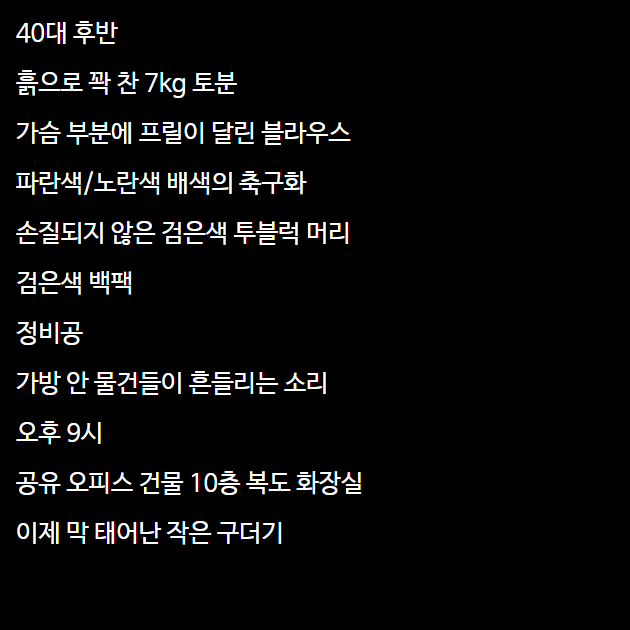 40대 후반
흙으로 꽉 찬 7kg 토분
가슴 부분에 프릴이 달린 블라우스
파란색/노란색 배색의 축구화
손질되지 않은 검은색 투블럭 머리
검은색 백팩
정비공
가방 안 물건들이 흔들리는 소리
오후 9시
공유 오피스 건물 10층 복도 화장실
이제 막 태어난 작은 구더기